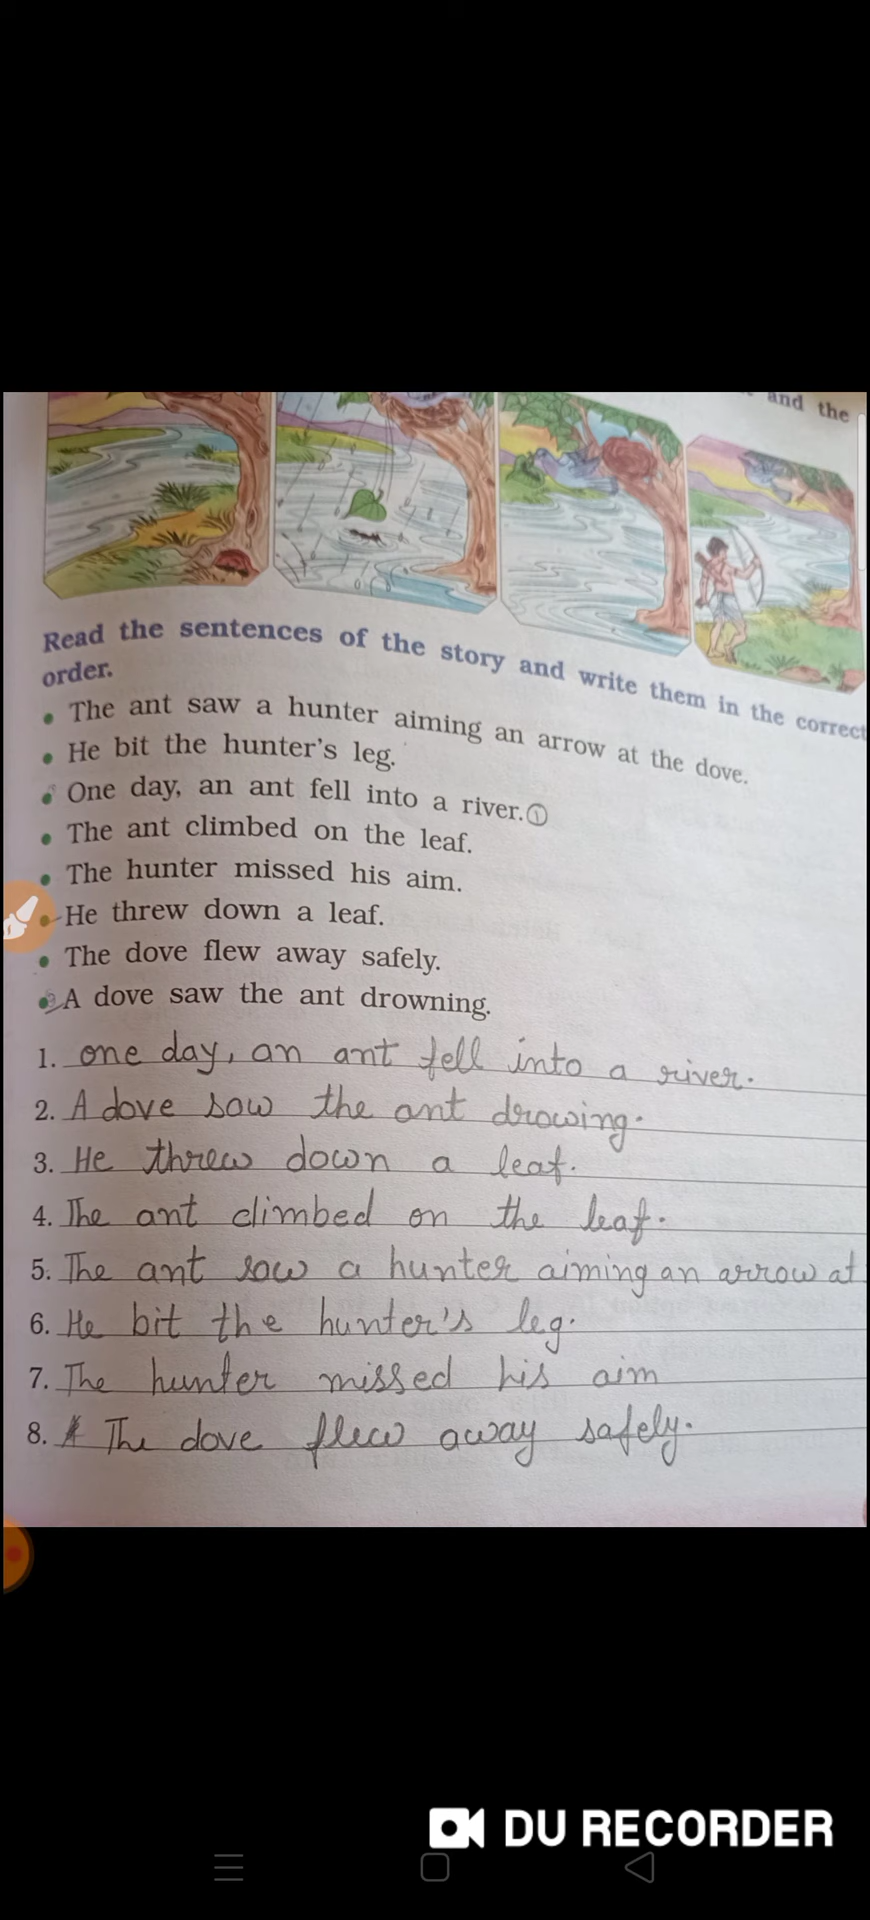 and the
Read the sentences of the story and write them in the correct
order.
• The ant saw a hunter aiming an arrow at the dove.
• He bit the hunter's leg.
• One day, an ant fell into a river. ①
• The ant climbed on the leaf.
• The hunter missed his aim.
• He threw down a leaf.
• The dove flew away safely.
• A dove saw the ant drowning.
1. one day, an ant fell into a river.
2. A dove saw the ant drowing.
3. He threw down a leaf.
4. The ant climbed on the leaf.
5. The ant saw a hunter aiming an arrow at
6. He bit the hunter's leg.
7. The hunter missed his aim
8. The dove flew away safely.
DU RECORDER